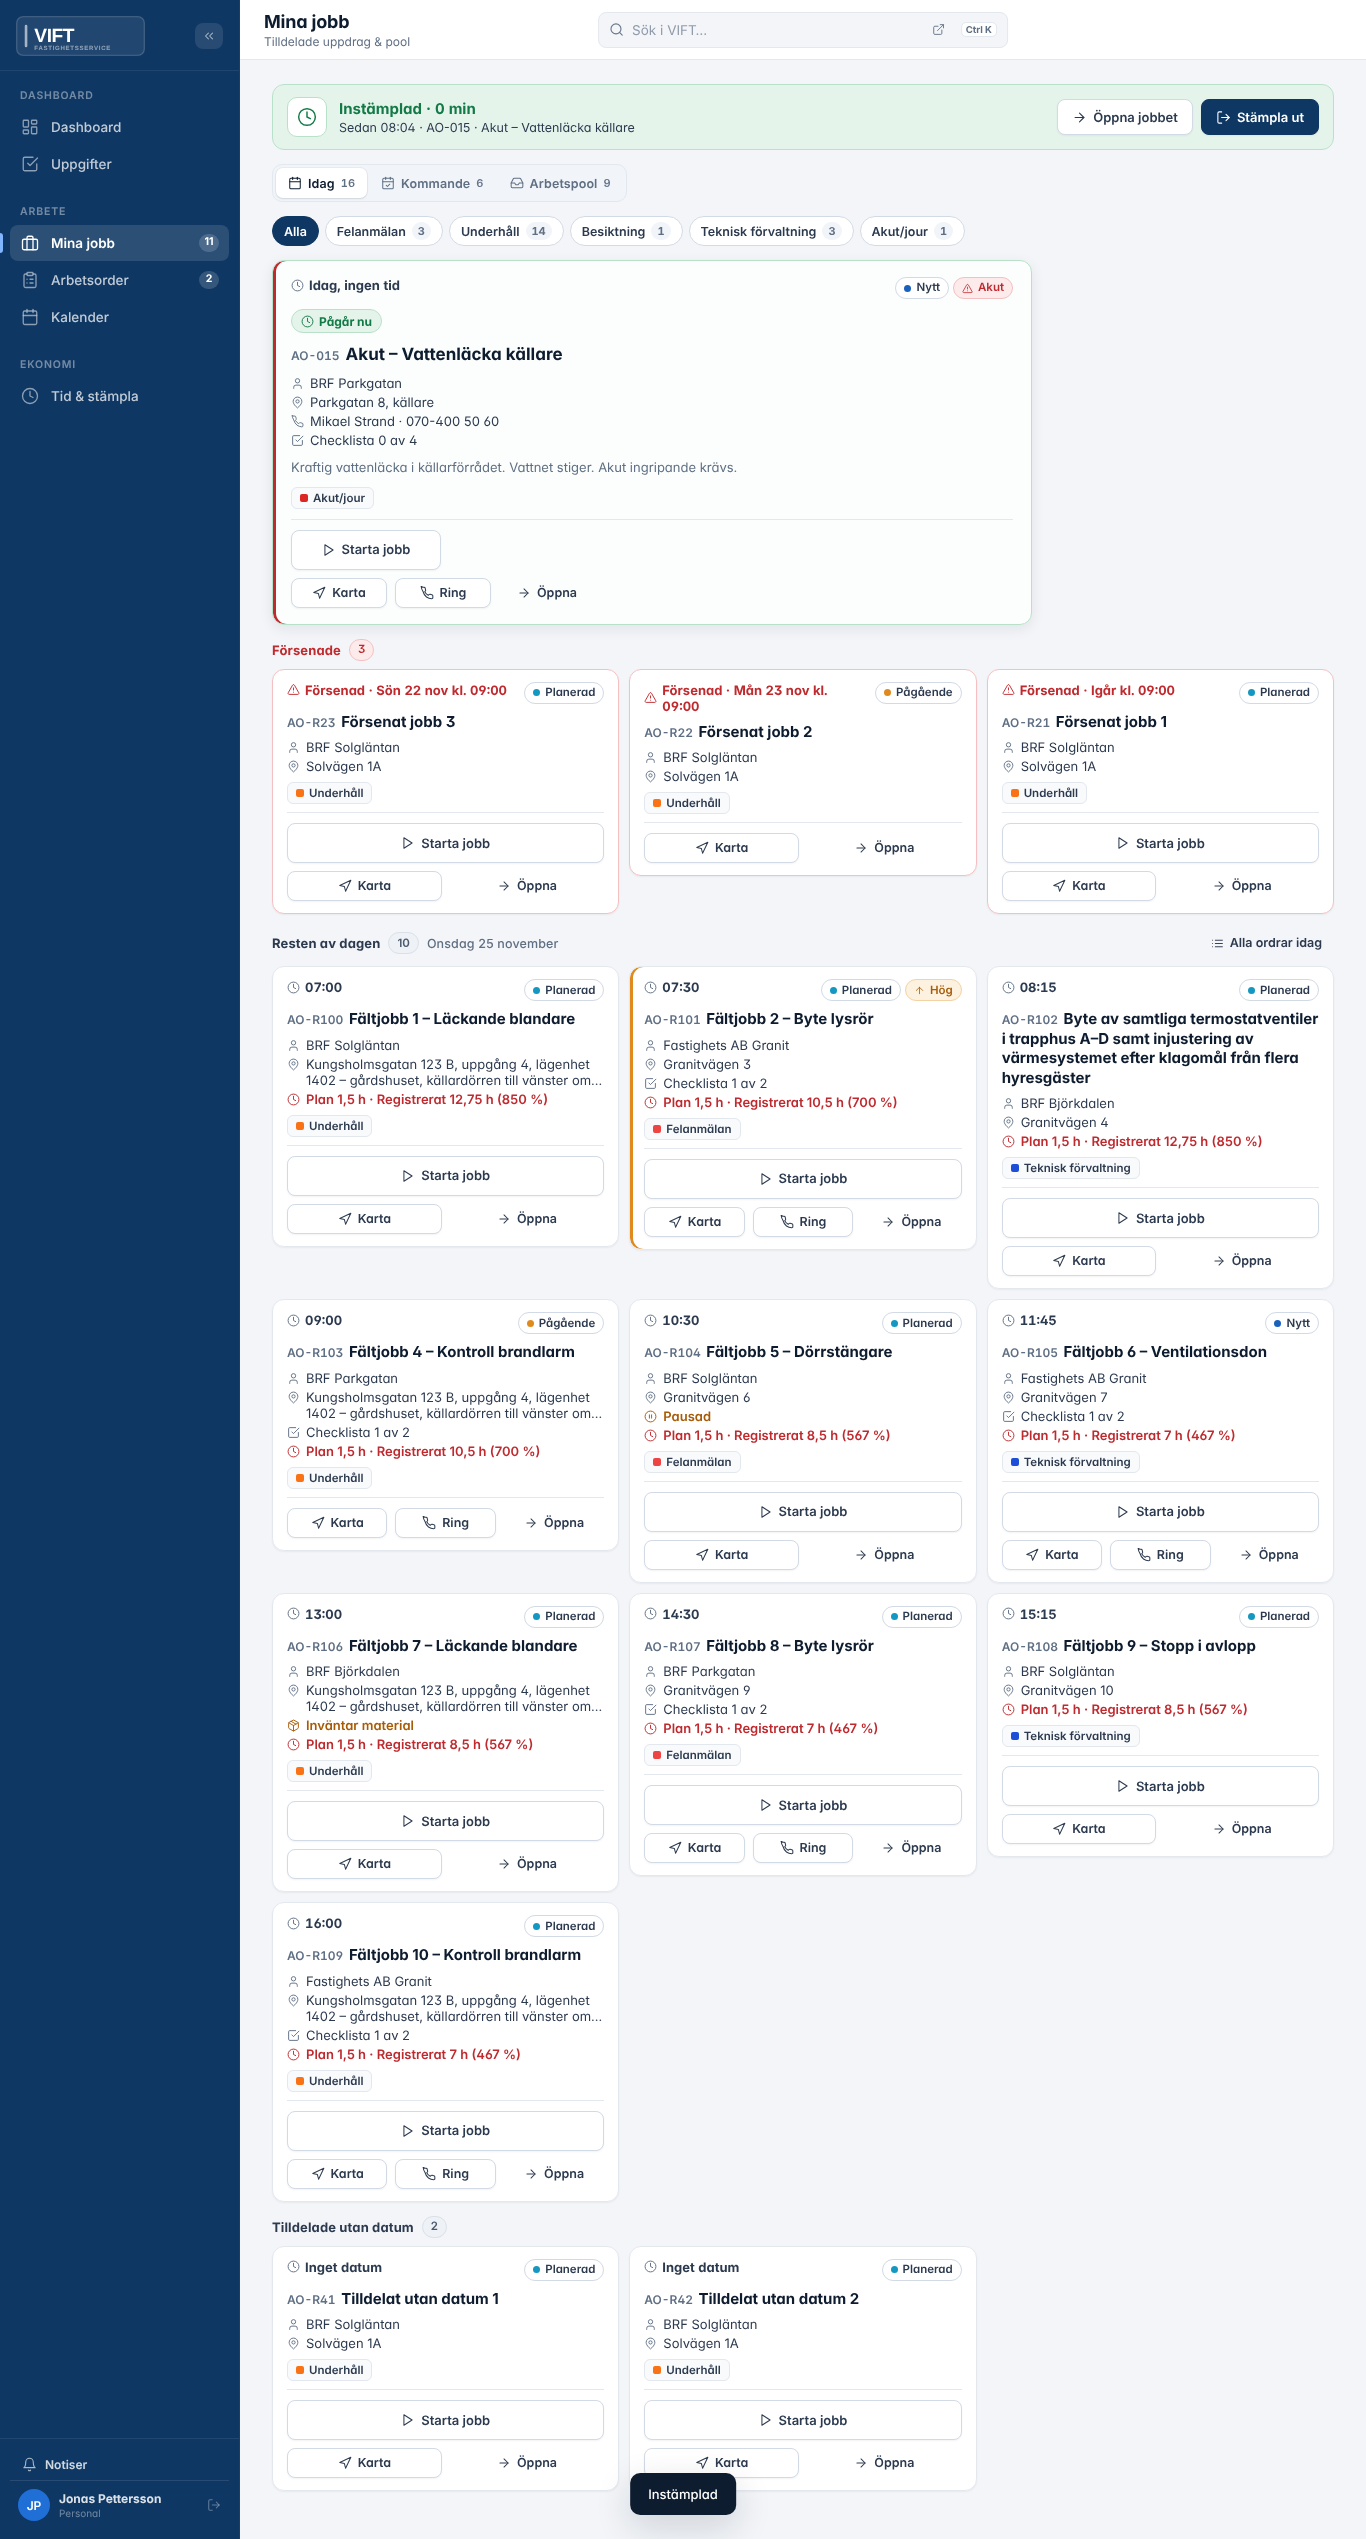 VIFT
FASTIGHETSSERVICE
DASHBOARD
Dashboard
Uppgifter
ARBETE
Mina jobb 11
Arbetsorder 2
Kalender
EKONOMI
Tid & stämpla
Notiser
JP
Jonas Pettersson
Personal
Mina jobb
Tilldelade uppdrag & pool
Sök i VIFT... Ctrl K
Instämplad · 0 min
Sedan 08:04 · AO-015 · Akut – Vattenläcka källare
Öppna jobbet Stämpla ut
Idag 16 Kommande 6 Arbetspool 9
Alla Felanmälan 3 Underhåll 14 Besiktning 1 Teknisk förvaltning 3 Akut/jour 1
Idag, ingen tid Nytt Akut
Pågår nu
AO-015 Akut – Vattenläcka källare
BRF Parkgatan
Parkgatan 8, källare
Mikael Strand · 070-400 50 60
Checklista 0 av 4
Kraftig vattenläcka i källarförrådet. Vattnet stiger. Akut ingripande krävs.
Akut/jour
Starta jobb
Karta Ring Öppna
Försenade 3
Försenad · Sön 22 nov kl. 09:00 Planerad
AO-R23 Försenat jobb 3
BRF Solgläntan
Solvägen 1A
Underhåll
Starta jobb
Karta Öppna
Försenad · Mån 23 nov kl.
09:00 Pågående
AO-R22 Försenat jobb 2
BRF Solgläntan
Solvägen 1A
Underhåll
Karta Öppna
Försenad · Igår kl. 09:00 Planerad
AO-R21 Försenat jobb 1
BRF Solgläntan
Solvägen 1A
Underhåll
Starta jobb
Karta Öppna
Resten av dagen 10 Onsdag 25 november Alla ordrar idag
07:00 Planerad
AO-R100 Fältjobb 1 – Läckande blandare
BRF Solgläntan
Kungsholmsgatan 123 B, uppgång 4, lägenhet
1402 – gårdshuset, källardörren till vänster om...
Plan 1,5 h · Registrerat 12,75 h (850 %)
Underhåll
Starta jobb
Karta Öppna
07:30 Planerad Hög
AO-R101 Fältjobb 2 – Byte lysrör
Fastighets AB Granit
Granitvägen 3
Checklista 1 av 2
Plan 1,5 h · Registrerat 10,5 h (700 %)
Felanmälan
Starta jobb
Karta Ring Öppna
08:15 Planerad
AO-R102 Byte av samtliga termostatventiler
i trapphus A–D samt injustering av
värmesystemet efter klagomål från flera
hyresgäster
BRF Björkdalen
Granitvägen 4
Plan 1,5 h · Registrerat 12,75 h (850 %)
Teknisk förvaltning
Starta jobb
Karta Öppna
09:00 Pågående
AO-R103 Fältjobb 4 – Kontroll brandlarm
BRF Parkgatan
Kungsholmsgatan 123 B, uppgång 4, lägenhet
1402 – gårdshuset, källardörren till vänster om...
Checklista 1 av 2
Plan 1,5 h · Registrerat 10,5 h (700 %)
Underhåll
Karta Ring Öppna
10:30 Planerad
AO-R104 Fältjobb 5 – Dörrstängare
BRF Solgläntan
Granitvägen 6
Pausad
Plan 1,5 h · Registrerat 8,5 h (567 %)
Felanmälan
Starta jobb
Karta Öppna
11:45 Nytt
AO-R105 Fältjobb 6 – Ventilationsdon
Fastighets AB Granit
Granitvägen 7
Checklista 1 av 2
Plan 1,5 h · Registrerat 7 h (467 %)
Teknisk förvaltning
Starta jobb
Karta Ring Öppna
13:00 Planerad
AO-R106 Fältjobb 7 – Läckande blandare
BRF Björkdalen
Kungsholmsgatan 123 B, uppgång 4, lägenhet
1402 – gårdshuset, källardörren till vänster om...
Inväntar material
Plan 1,5 h · Registrerat 8,5 h (567 %)
Underhåll
Starta jobb
Karta Öppna
14:30 Planerad
AO-R107 Fältjobb 8 – Byte lysrör
BRF Parkgatan
Granitvägen 9
Checklista 1 av 2
Plan 1,5 h · Registrerat 7 h (467 %)
Felanmälan
Starta jobb
Karta Ring Öppna
15:15 Planerad
AO-R108 Fältjobb 9 – Stopp i avlopp
BRF Solgläntan
Granitvägen 10
Plan 1,5 h · Registrerat 8,5 h (567 %)
Teknisk förvaltning
Starta jobb
Karta Öppna
16:00 Planerad
AO-R109 Fältjobb 10 – Kontroll brandlarm
Fastighets AB Granit
Kungsholmsgatan 123 B, uppgång 4, lägenhet
1402 – gårdshuset, källardörren till vänster om...
Checklista 1 av 2
Plan 1,5 h · Registrerat 7 h (467 %)
Underhåll
Starta jobb
Karta Ring Öppna
Tilldelade utan datum 2
Inget datum Planerad
AO-R41 Tilldelat utan datum 1
BRF Solgläntan
Solvägen 1A
Underhåll
Starta jobb
Karta Öppna
Inget datum Planerad
AO-R42 Tilldelat utan datum 2
BRF Solgläntan
Solvägen 1A
Underhåll
Starta jobb
Karta Öppna
Instämplad